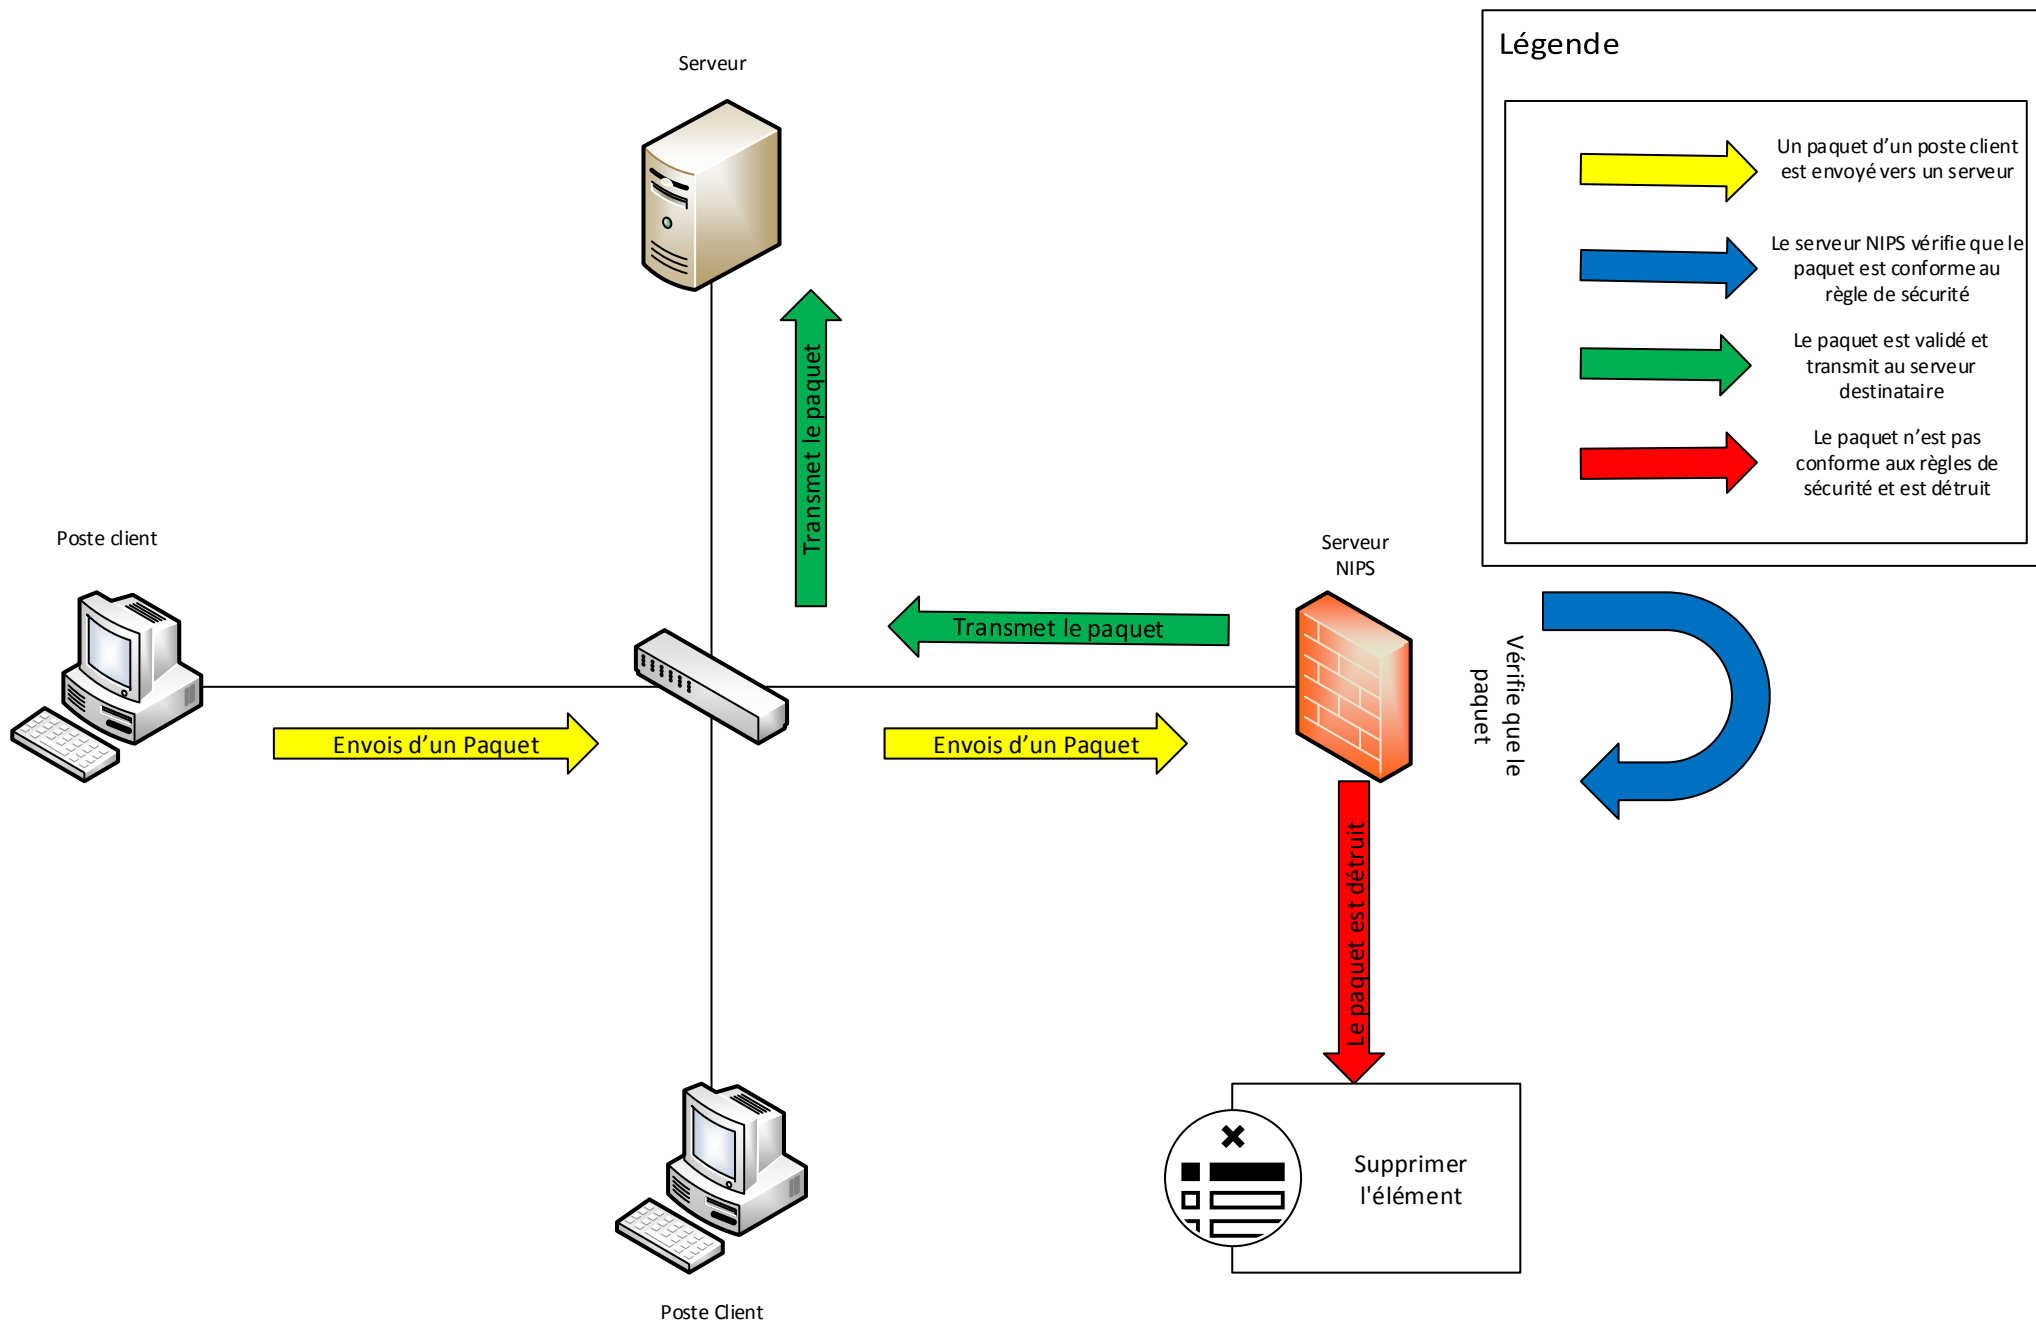 Légende
Serveur
Un paquet d'un poste client
est envoyé vers un serveur
Le serveur NIPS vérifie que le
paquet est conforme au
règle de sécurité
Le paquet est validé et
transmit au serveur
destinataire
Le paquet n'est pas
conforme aux règles de
sécurité et est détruit
Transmet le paquet
Poste client
Serveur
NIPS
Transmet le paquet
Vérifie que le
paquet
Envois d'un Paquet
Envois d'un Paquet
Le paquet est détruit
Supprimer
l'élément
Poste Client